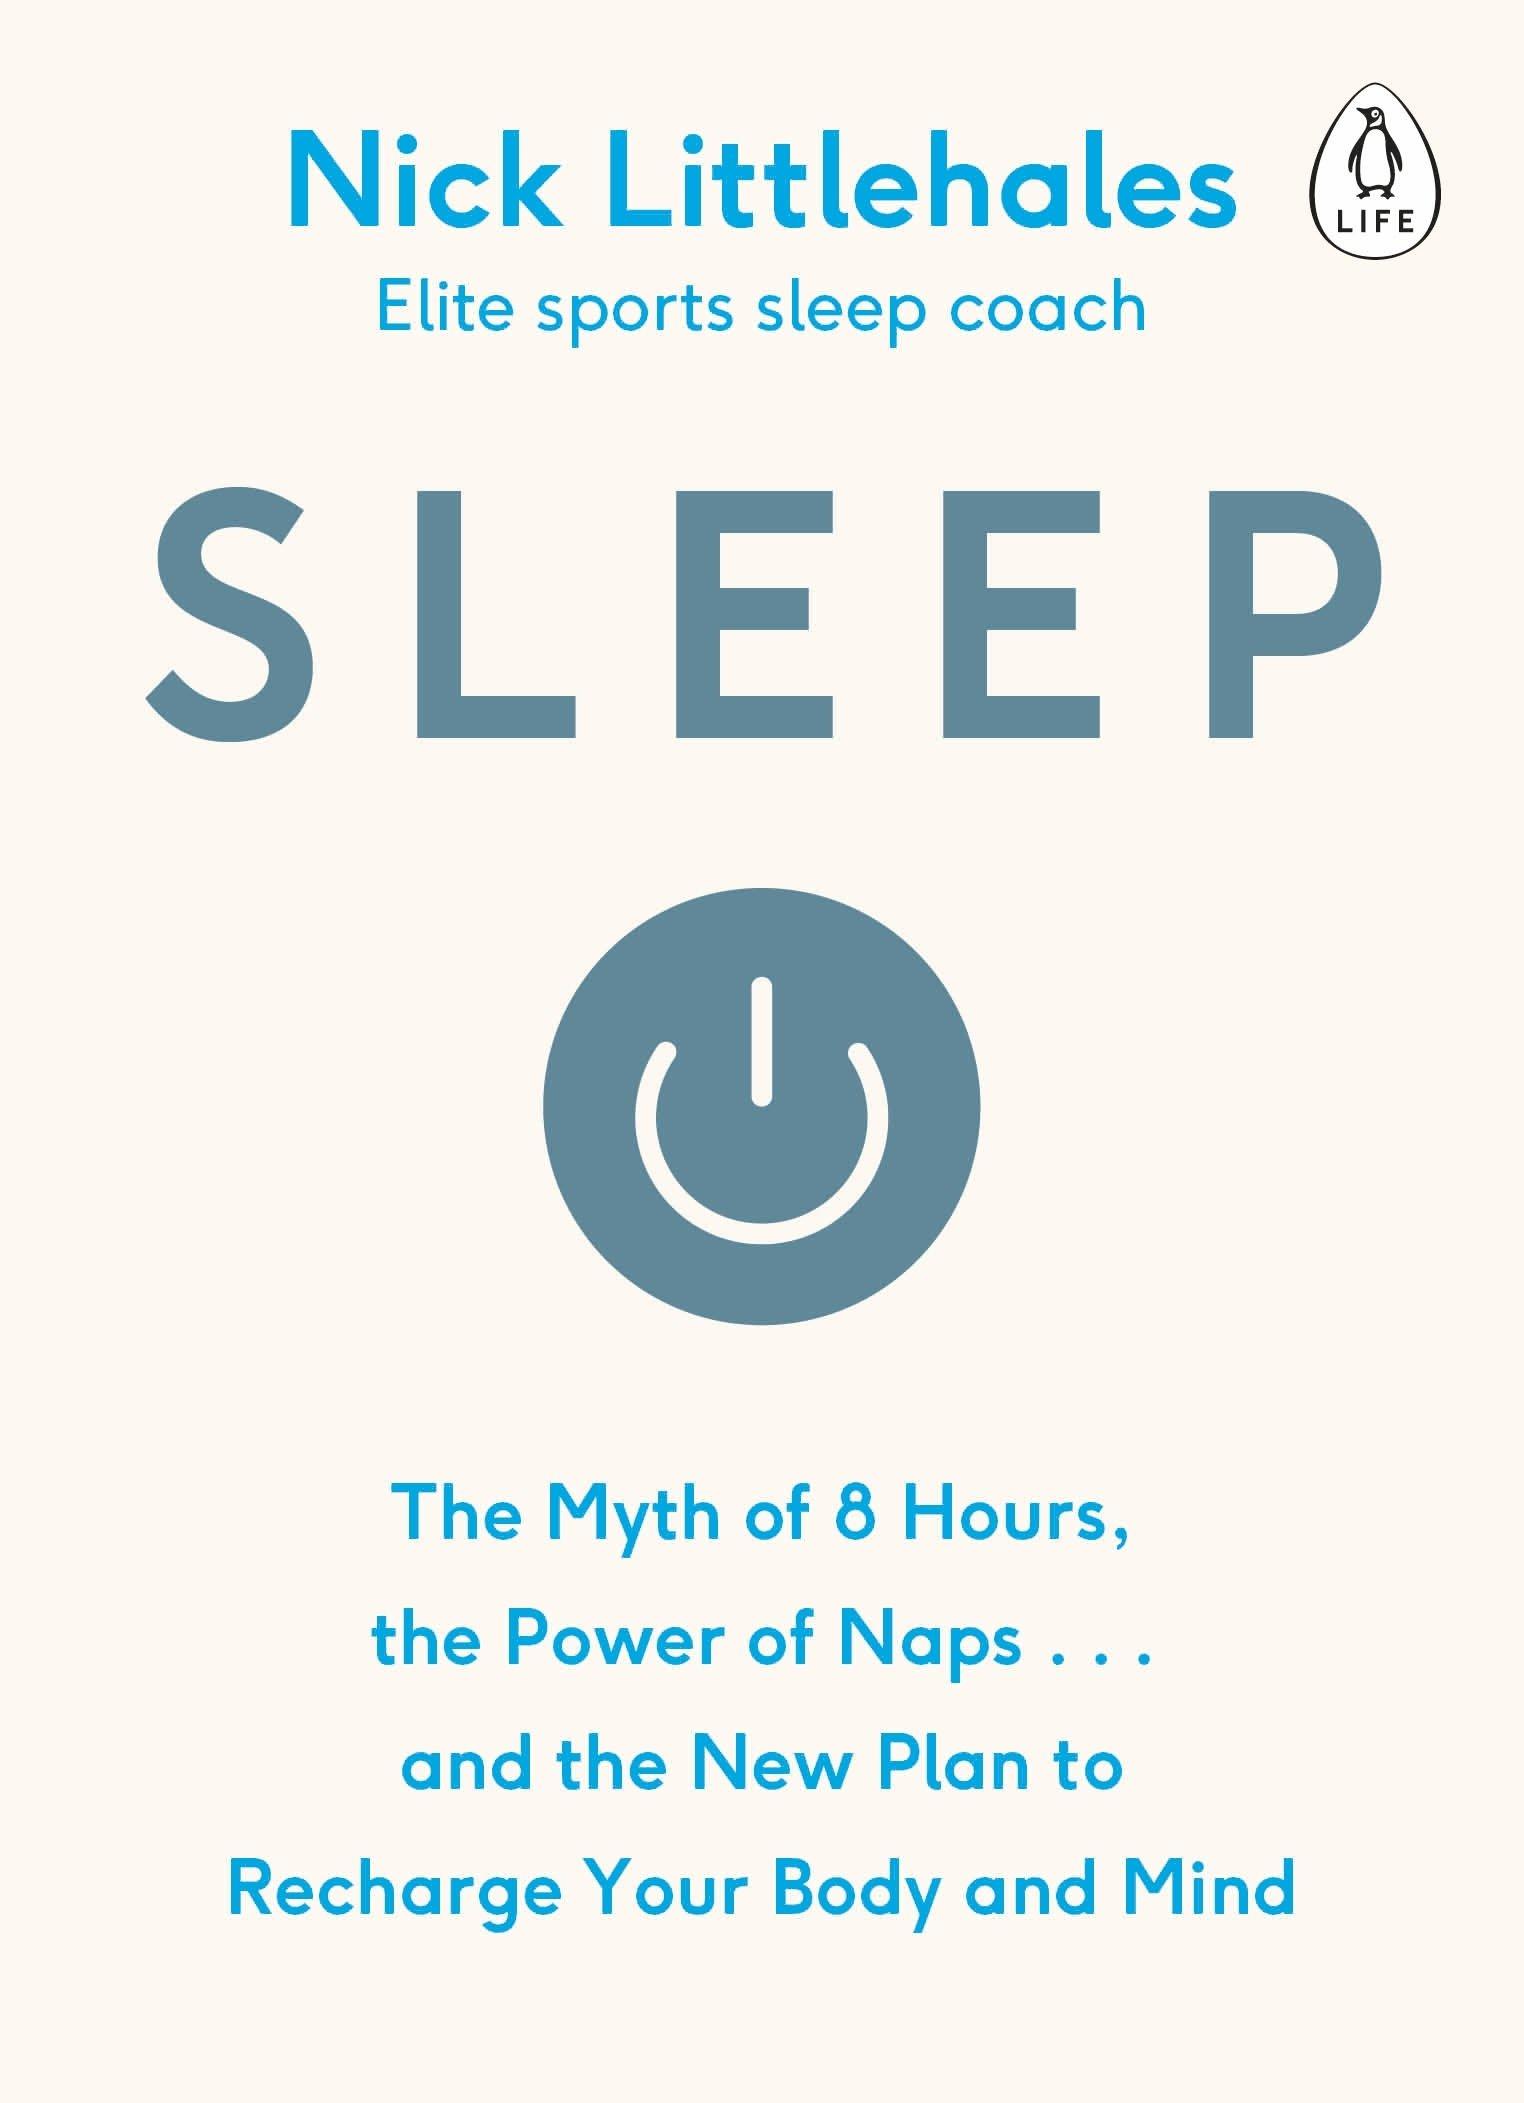 Nick Littlehales
LIFE
Elite sports sleep coach
SLEEP
The Myth of 8 Hours,
the Power of Naps . . .
and the New Plan to
Recharge Your Body and Mind